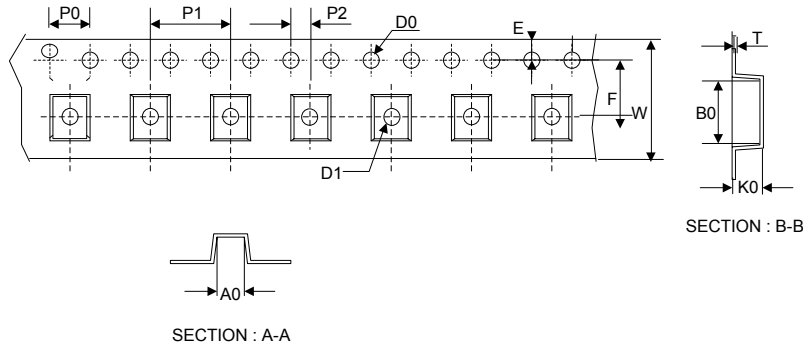 P0
P1
P2
D0
E
T
F
W
B0
D1
K0
SECTION : B-B
A0
SECTION : A-A